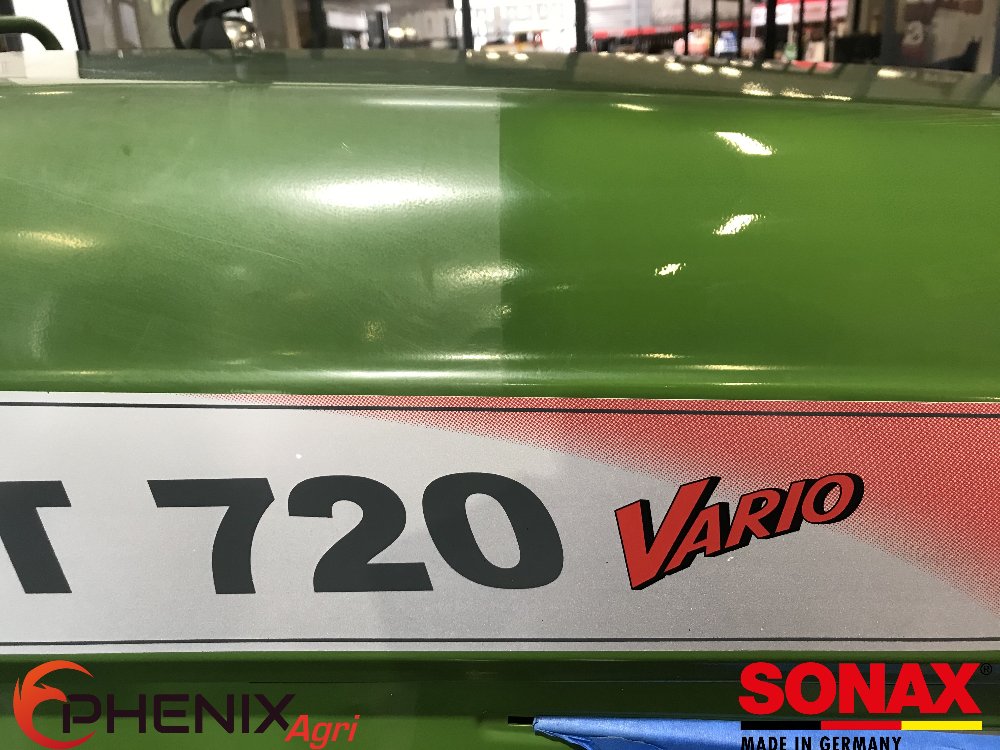 T 720 VARIO
PHENIX
Agri
SONAX®
MADE IN GERMANY